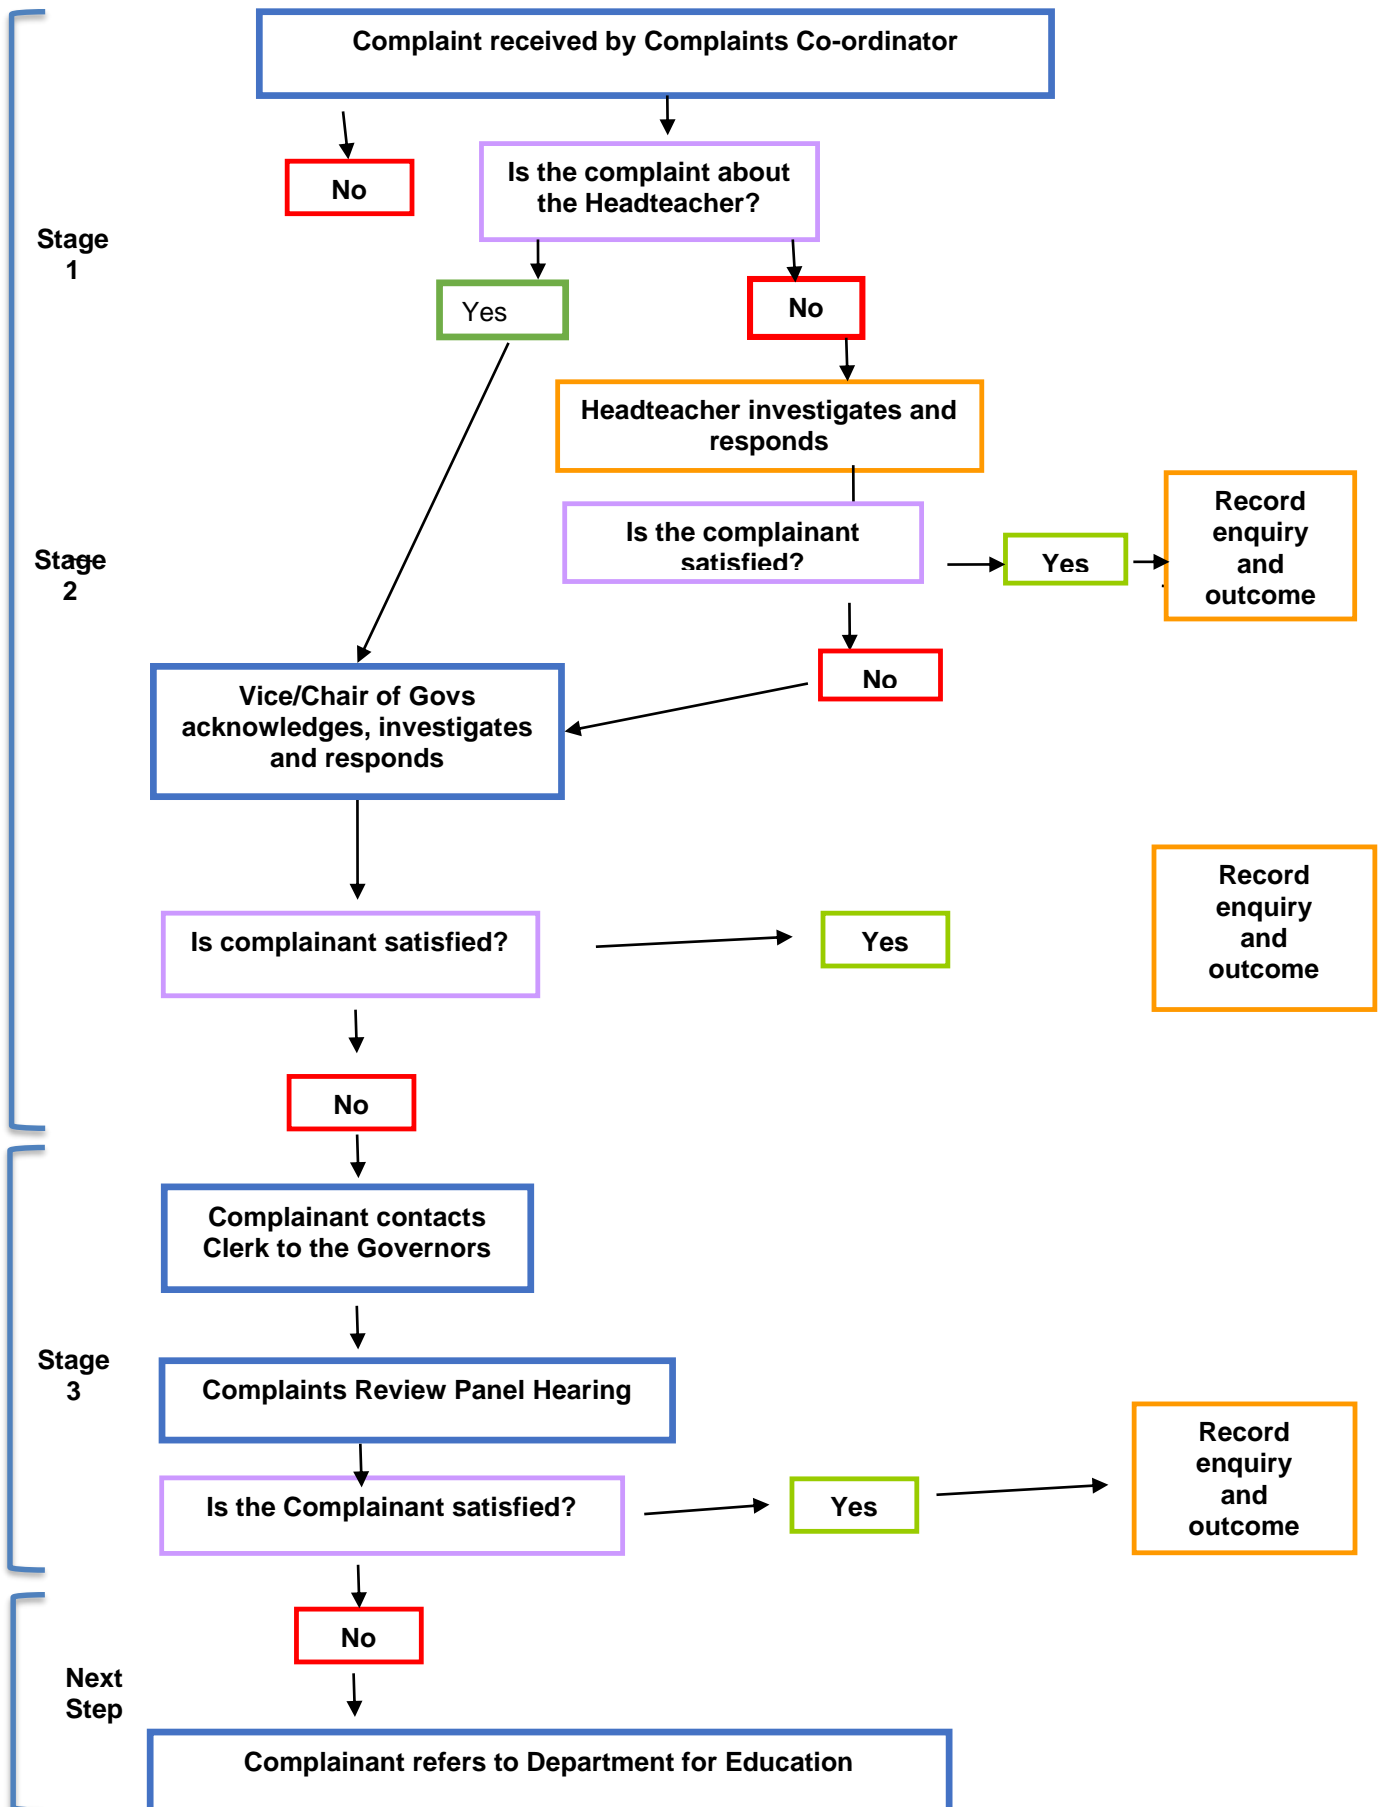 Complaint received by Complaints Co-ordinator
No
Is the complaint about
the Headteacher?
Stage
1
Yes
No
Headteacher investigates and
responds
Record
enquiry
and
outcome
Is the complainant
satisfied?
Yes
Stage
2
No
Vice/Chair of Govs
acknowledges, investigates
and responds
Record
enquiry
and
outcome
Is complainant satisfied?
Yes
No
Complainant contacts
Clerk to the Governors
Stage
3
Complaints Review Panel Hearing
Record
enquiry
and
outcome
Is the Complainant satisfied?
Yes
No
Next
Step
Complainant refers to Department for Education